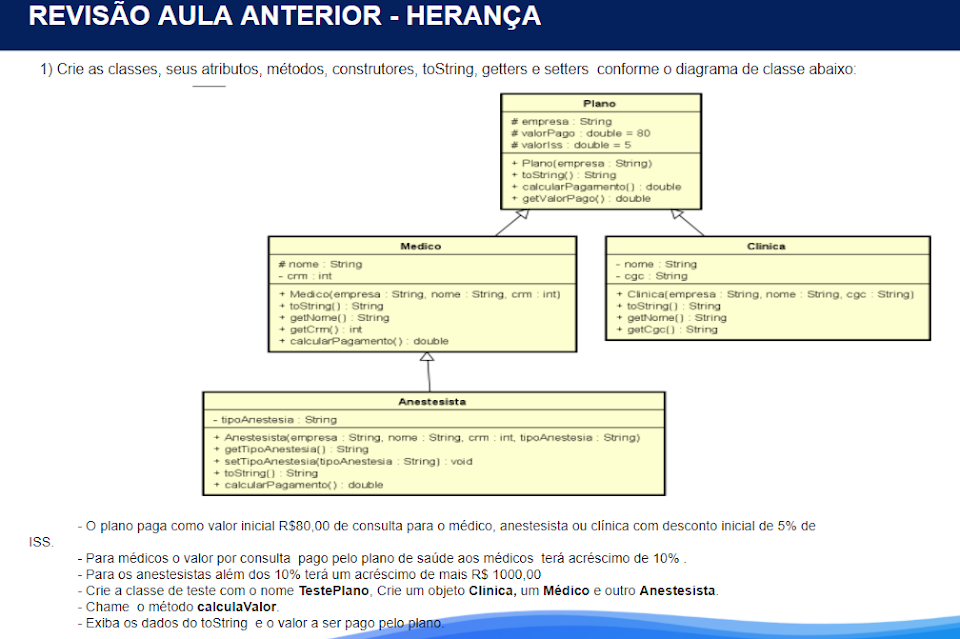 REVISÃO AULA ANTERIOR - HERANÇA
1) Crie as classes, seus atributos, métodos, construtores, toString, getters e setters conforme o diagrama de classe abaixo:
Plano
# empresa : String
# valorPago : double = 80
# valorIss : double = 5
+ Plano(empresa : String)
+ toString() : String
+ calcularPagamento() : double
+ getValorPago() : double
Medico
# nome : String
- crm : int
+ Medico(empresa : String, nome : String, crm : int)
+ toString() : String
+ getNome() : String
+ getCrm() : int
+ calcularPagamento() : double
Clinica
- nome : String
- cgc : String
+ Clinica(empresa : String, nome : String, cgc : String)
+ toString() : String
+ getNome() : String
+ getCgc() : String
Anestesista
- tipoAnestesia : String
+ Anestesista(empresa : String, nome : String, crm : int, tipoAnestesia : String)
+ getTipoAnestesia() : String
+ setTipoAnestesia(tipoAnestesia : String) : void
+ toString() : String
+ calcularPagamento() : double
- O plano paga como valor inicial R$80,00 de consulta para o médico, anestesista ou clínica com desconto inicial de 5% de
ISS.
- Para médicos o valor por consulta pago pelo plano de saúde aos médicos terá acréscimo de 10% .
- Para os anestesistas além dos 10% terá um acréscimo de mais R$ 1000,00
- Crie a classe de teste com o nome TestePlano, Crie um objeto Clinica, um Médico e outro Anestesista.
- Chame o método calculaValor.
- Exiba os dados do toString e o valor a ser pago pelo plano.